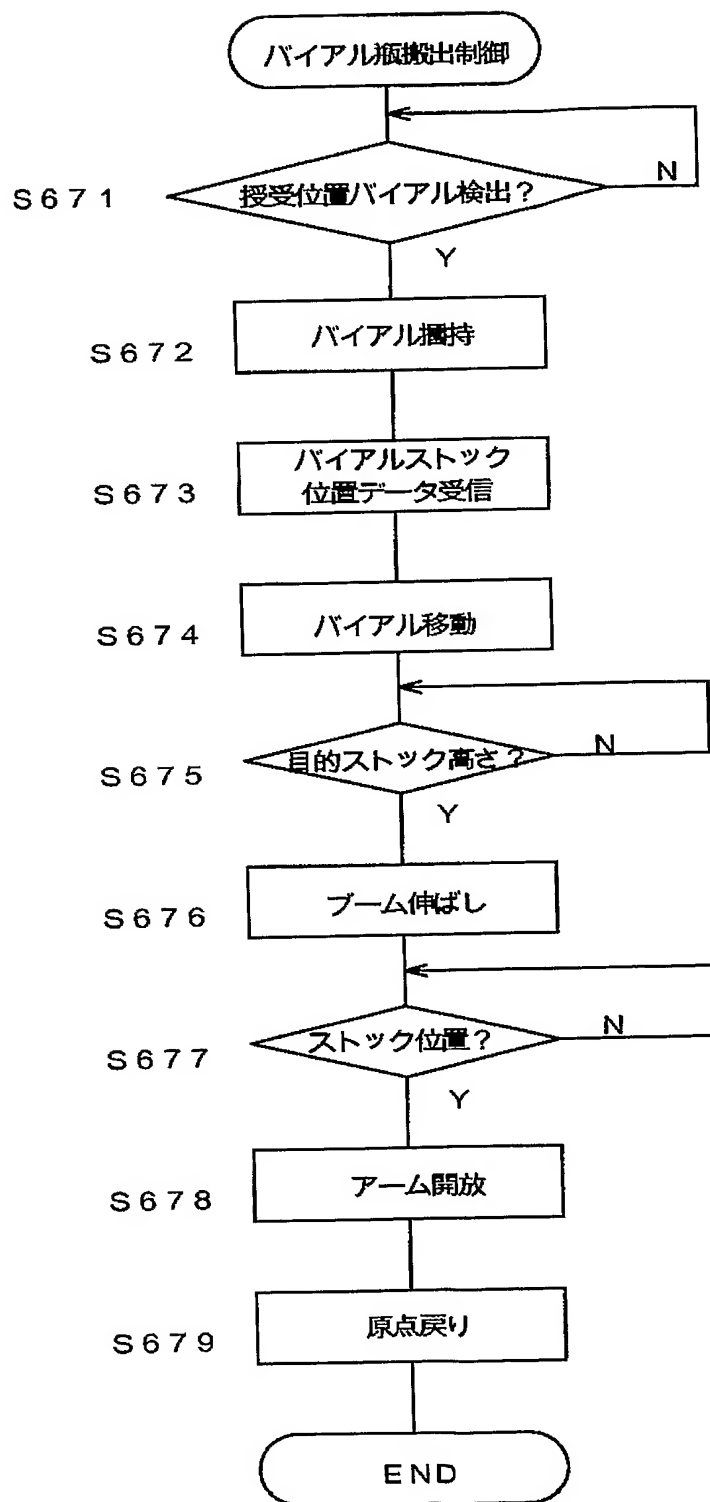 バイアル瓶搬出制御
N
S671
授受位置バイアル検出？
Y
S672
バイアル摑持
S673
バイアルストック
位置データ受信
S674
バイアル移動
S675
目的ストック高さ？
N
Y
S676
ブーム伸ばし
S677
ストック位置？
N
Y
S678
アーム開放
S679
原点戻り
END